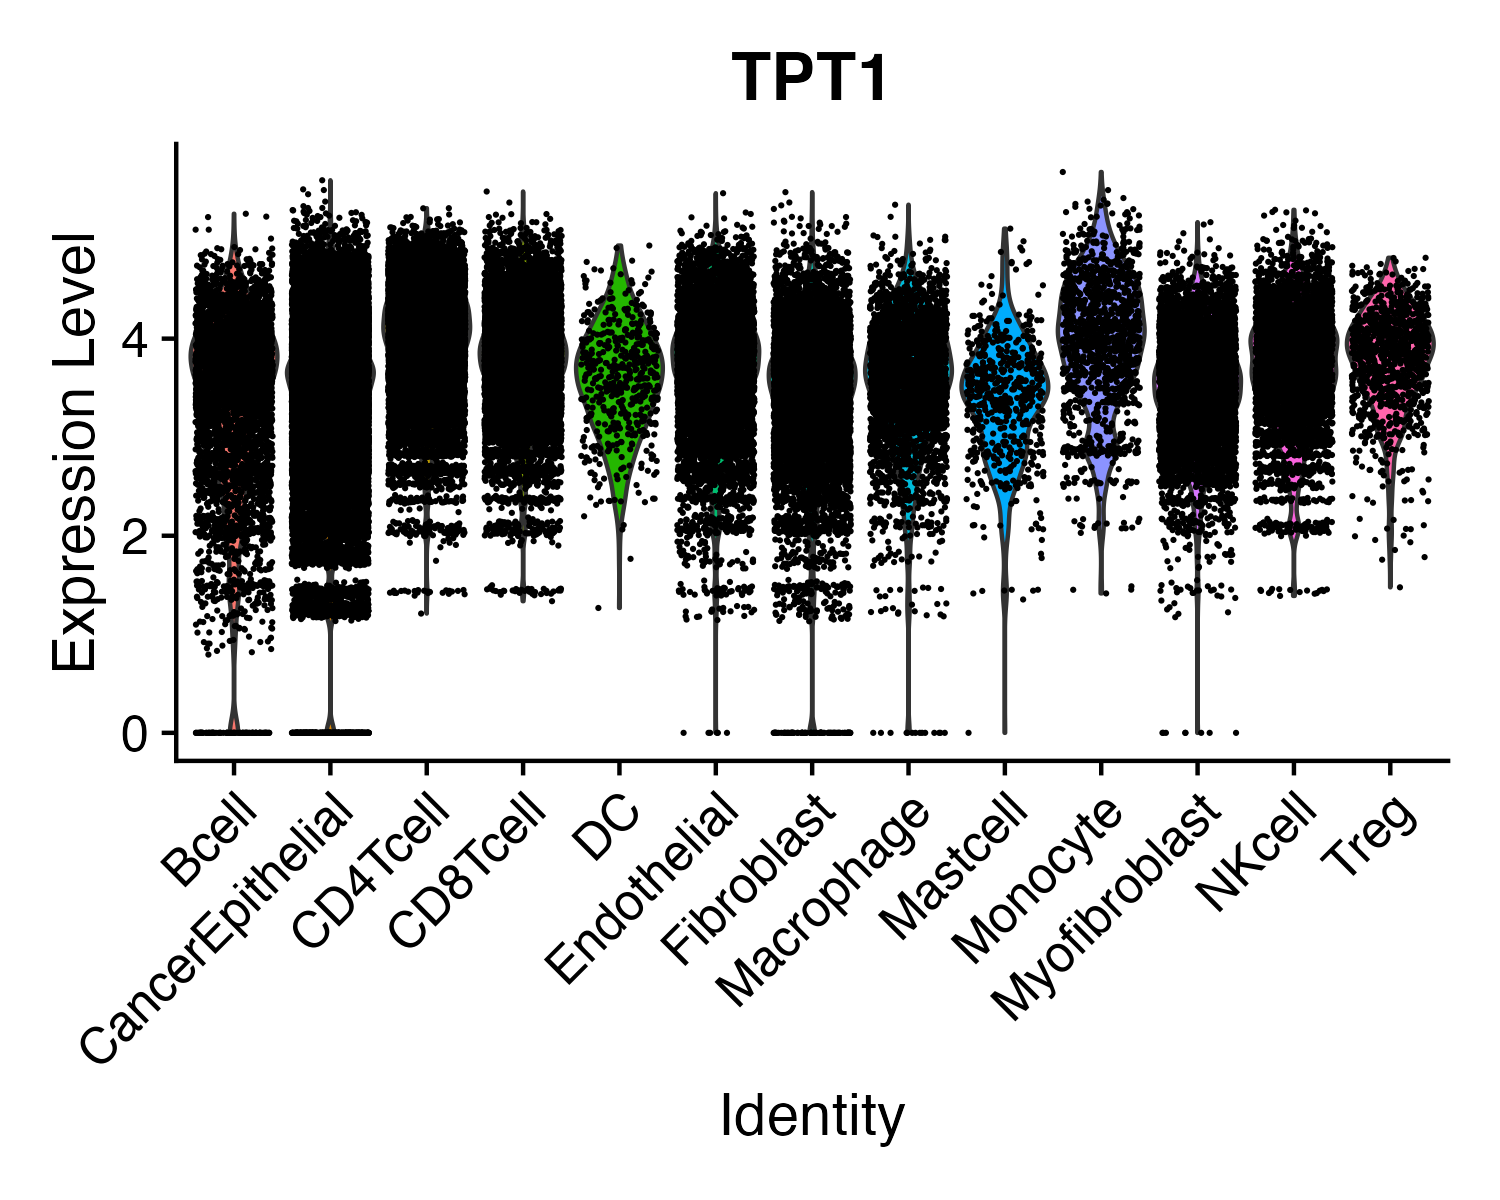 TPT1
Expression Level
4
2
0
Bcell
CancerEpithelial
CD4Tcell
CD8Tcell
DC
Endothelial
Fibroblast
Macrophage
Mastcell
Monocyte
Myofibroblast
NKcell
Treg
Identity